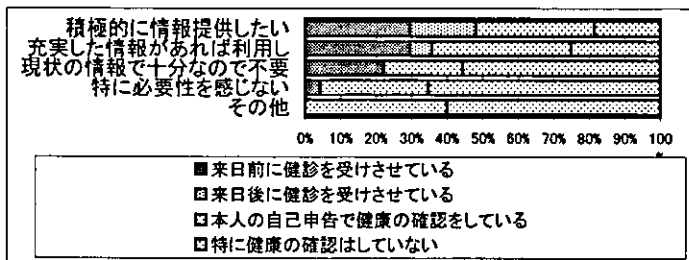 積極的に情報提供したい
充実した情報があれば利用し
現状の情報で十分なので不要
特に必要性を感じない
その他
0% 10% 20% 30% 40% 50% 60% 70% 80% 90% 100
%
来日前に健診を受けさせている
来日後に健診を受けさせている
本人の自己申告で健康の確認をしている
特に健康の確認はしていない